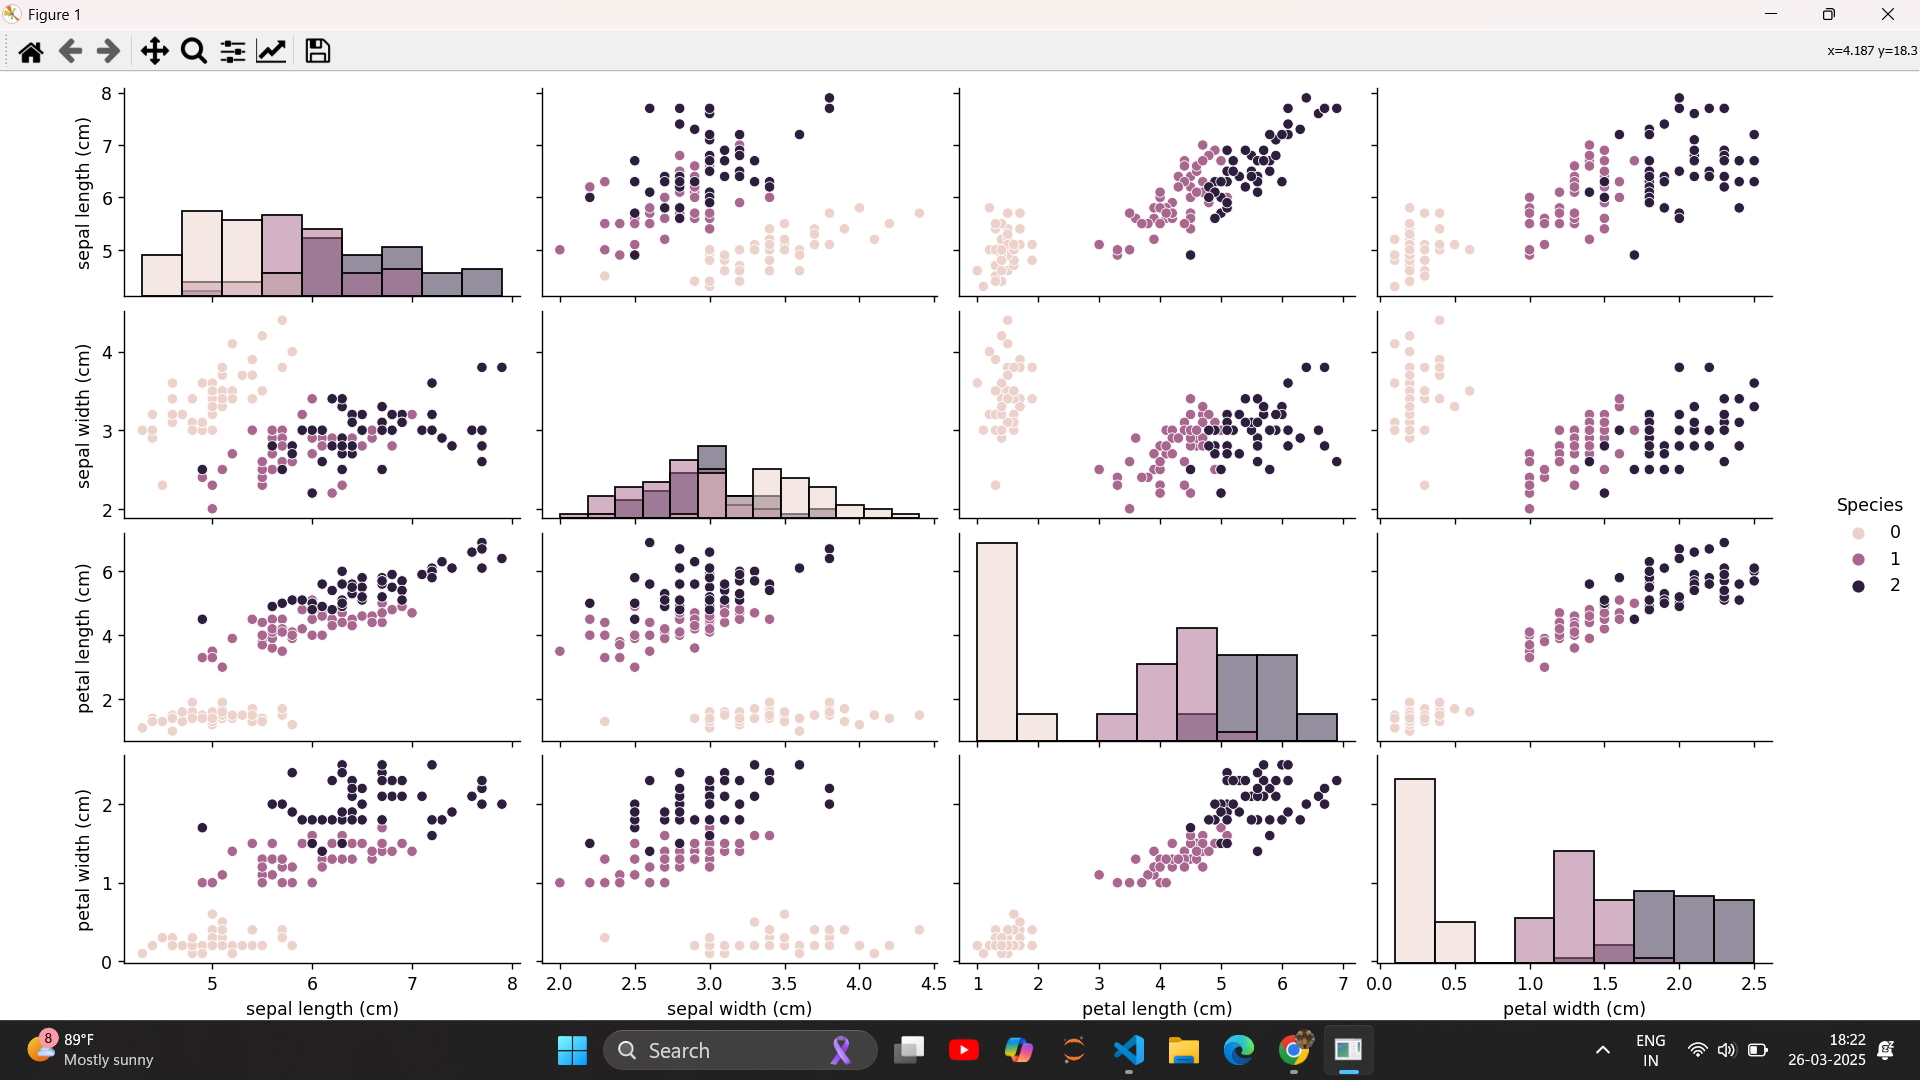 Figure 1
x=4.187 y=18.3
8
7
6
5
sepal length (cm)
4
3
2
sepal width (cm)
Species
0
1
2
6
4
2
petal length (cm)
2
1
0
petal width (cm)
5 6 7 8
2.0 2.5 3.0 3.5 4.0 4.5
1 2 3 4 5 6 7
0.0 0.5 1.0 1.5 2.0 2.5
sepal length (cm)
sepal width (cm)
petal length (cm)
petal width (cm)
8
89°F
Mostly sunny
Search
ENG
IN
18:22
26-03-2025